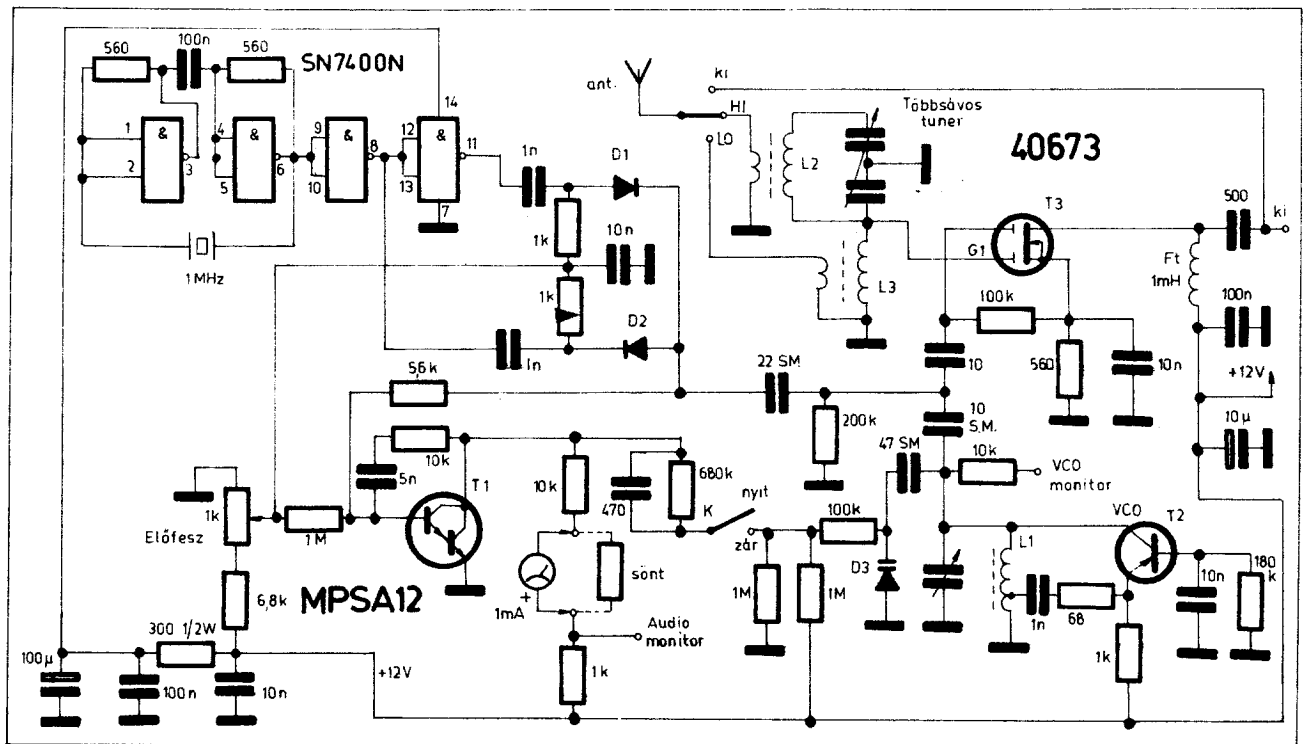 560
100n
560
SN7400N
1
2
&
3
4
5
&
6
9
10
&
8
12
13
&
14
11
7
1MHz
1n
D1
1k
10n
1k
D2
1n
ant.
ki
HI
LO
L2
Többsávos
tuner
L3
40673
T3
G1
500
ki
Ft
1mH
100n
+12V
10µ
100k
10
560
10n
5,6k
22 SM
200k
10
S.M.
47 SM
10k
VCO
monitor
10k
5n
T1
10k
470
680k
K
nyit
zár
100k
D3
1M
1M
L1
1n
68
VCO
T2
10n
180
k
1k
1k
Előfesz
1M
6,8k
MPSA12
1mA
+
sönt
Audio
monitor
1k
300 1/2W
100µ
100n
10n
+12V